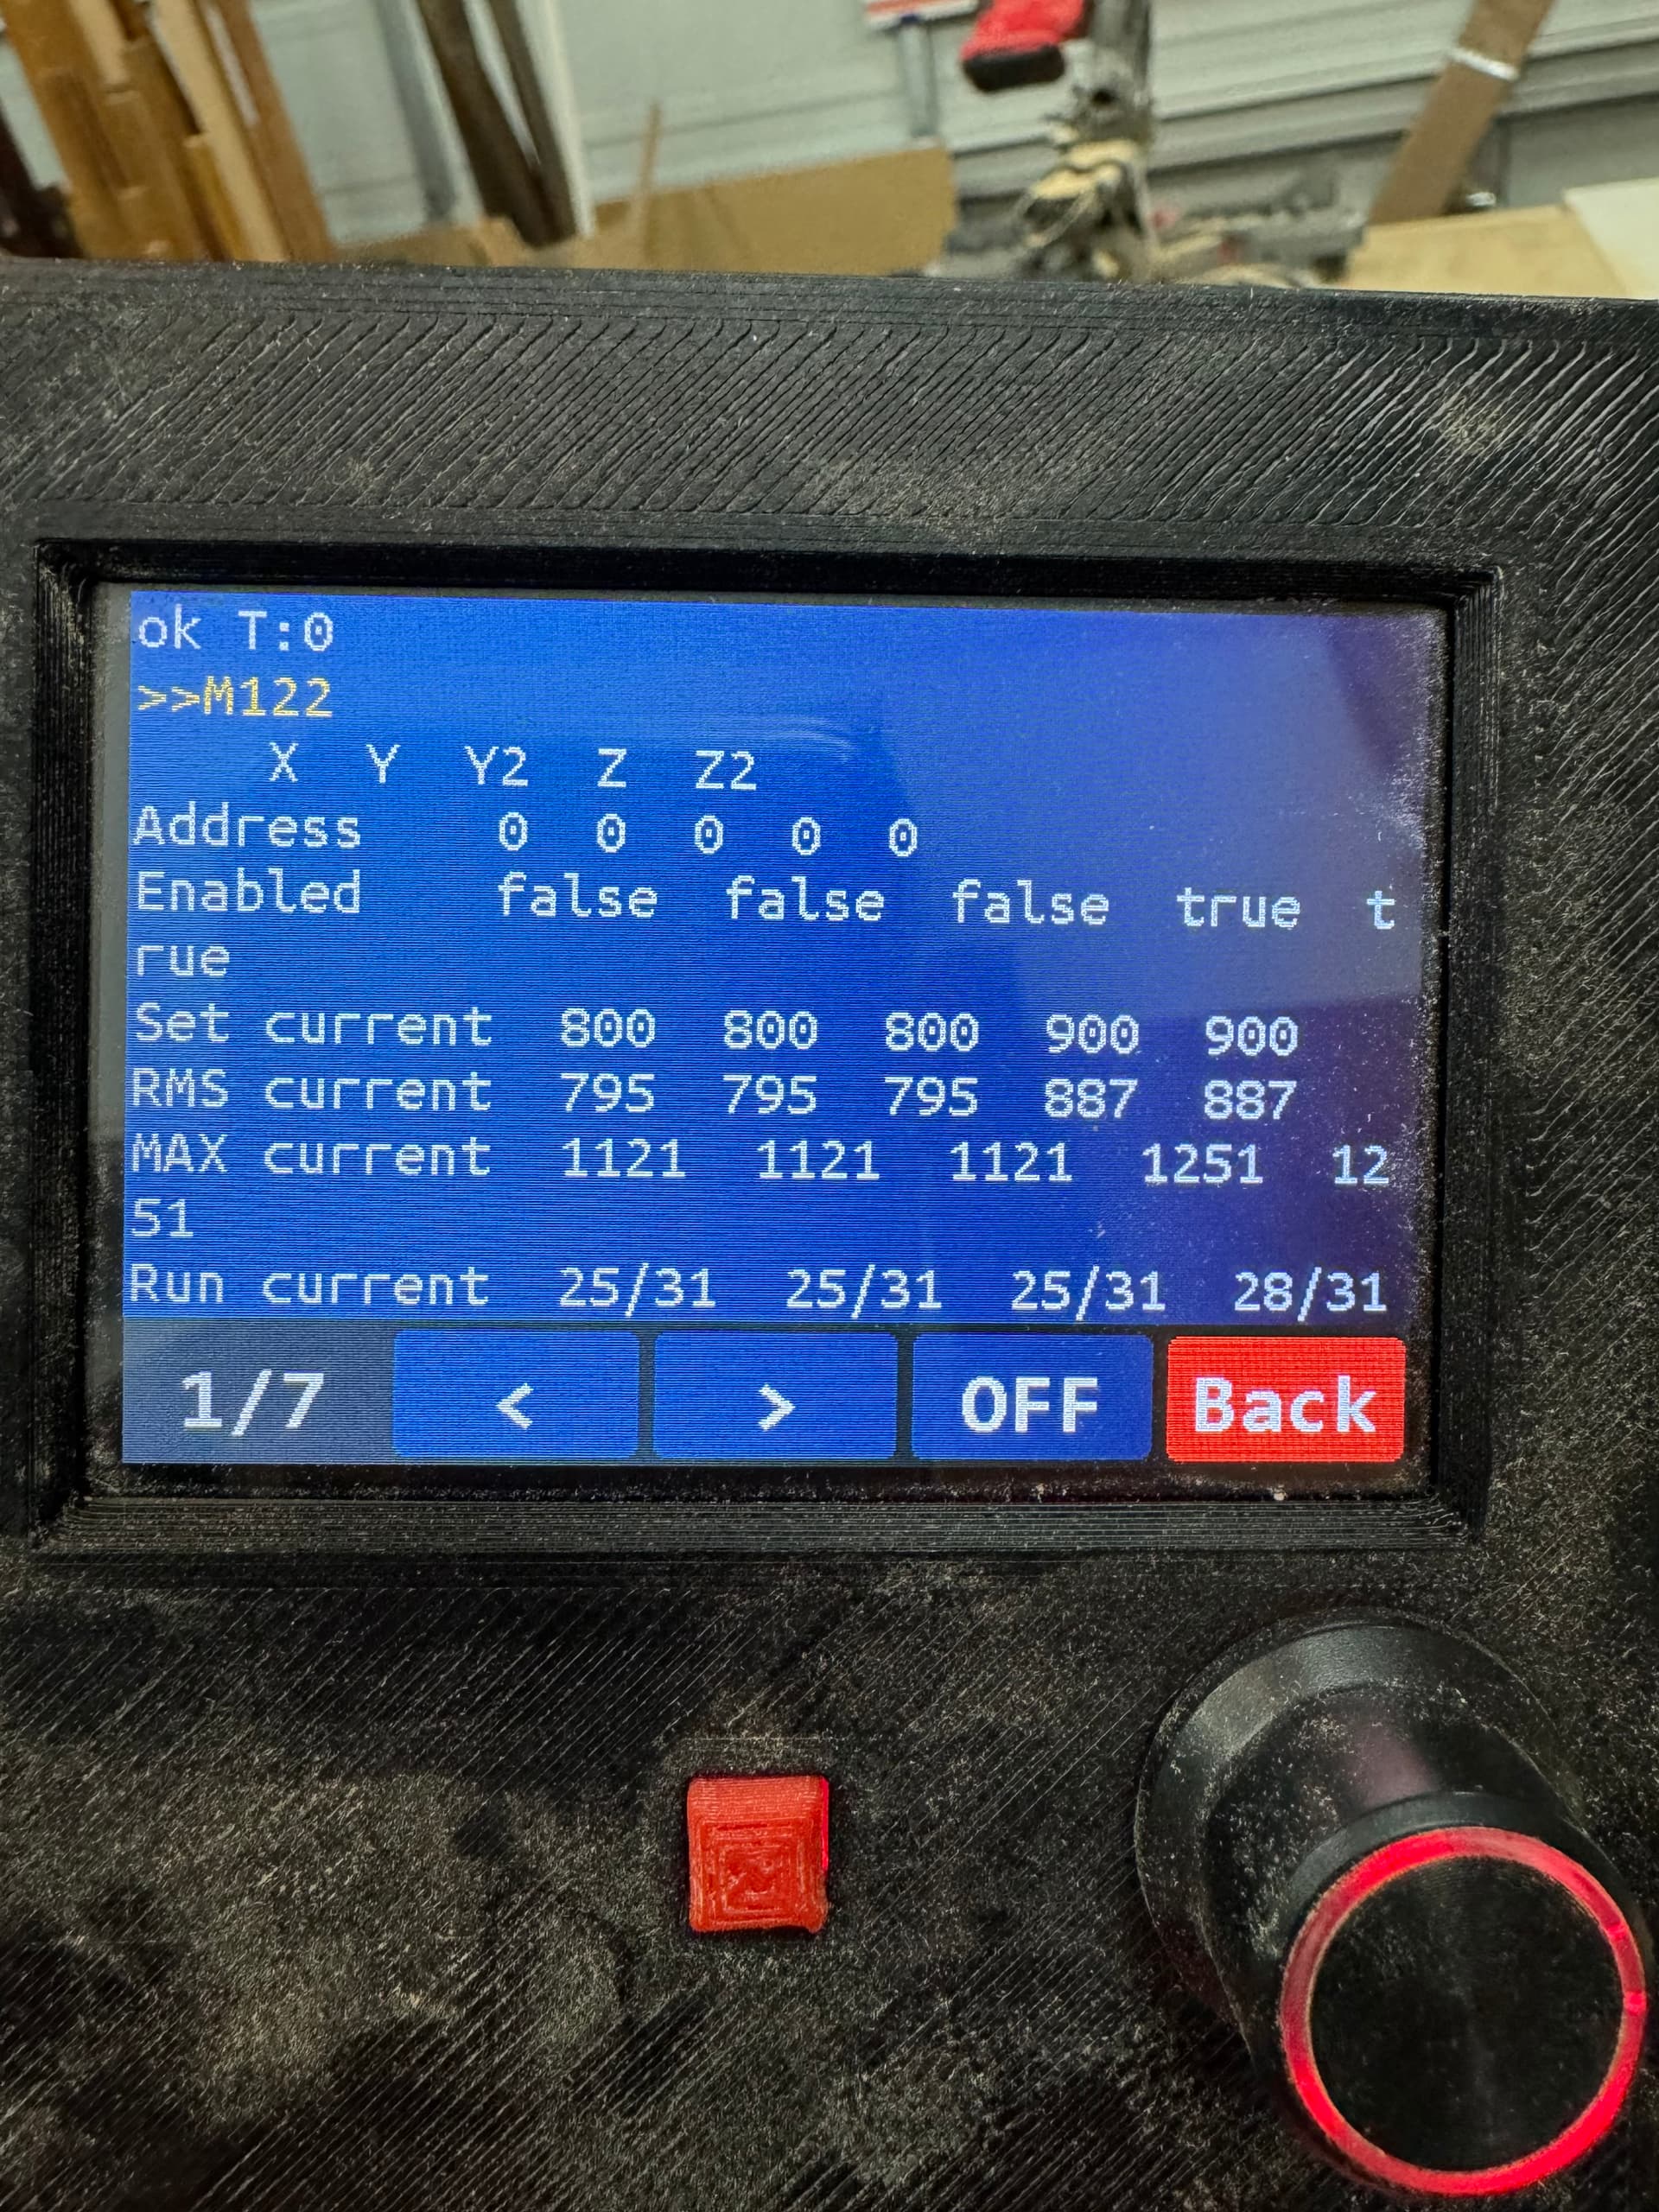 ok T:0
>>M122
X Y Y2 Z Z2
Address 0 0 0 0 0
Enabled false false false true t
rue
Set current 800 800 800 900 900
RMS current 795 795 795 887 887
MAX current 1121 1121 1121 1251 12
51
Run current 25/31 25/31 25/31 28/31
1/7 < > OFF Back